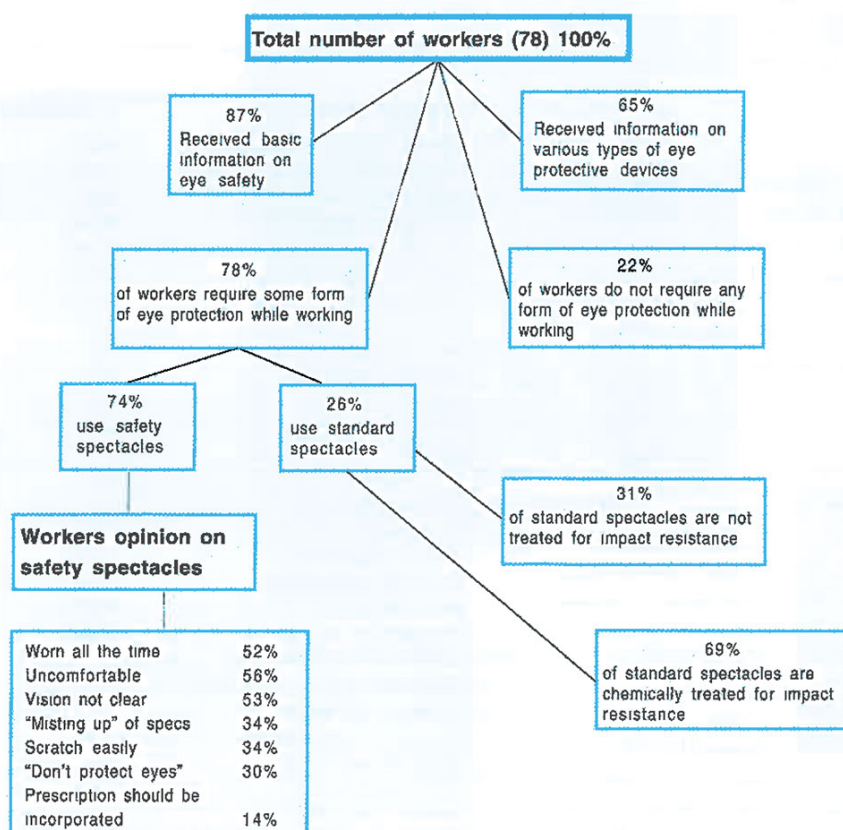 Total number of workers (78) 100%
87%
Received basic
information on
eye safety
65%
Received information on
various types of eye
protective devices
78%
of workers require some form
of eye protection while working
22%
of workers do not require any
form of eye protection while
working
74%
use safety
spectacles
26%
use standard
spectacles
31%
of standard spectacles are not
treated for impact resistance
Workers opinion on
safety spectacles
69%
of standard spectacles are
chemically treated for impact
resistance
Worn all the time 52%
Uncomfortable 56%
Vision not clear 53%
"Misting up" of specs 34%
Scratch easily 34%
"Don't protect eyes" 30%
Prescription should be
incorporated 14%